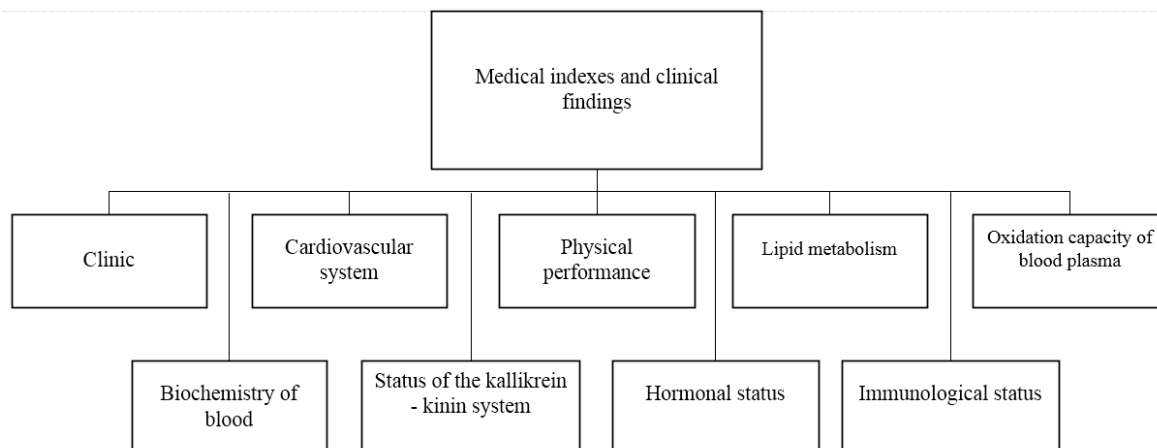 Medical indexes and clinical
findings
Clinic
Cardiovascular
system
Physical
performance
Lipid metabolism
Oxidation capacity of
blood plasma
Biochemistry of
blood
Status of the kallikrein
- kinin system
Hormonal status
Immunological status